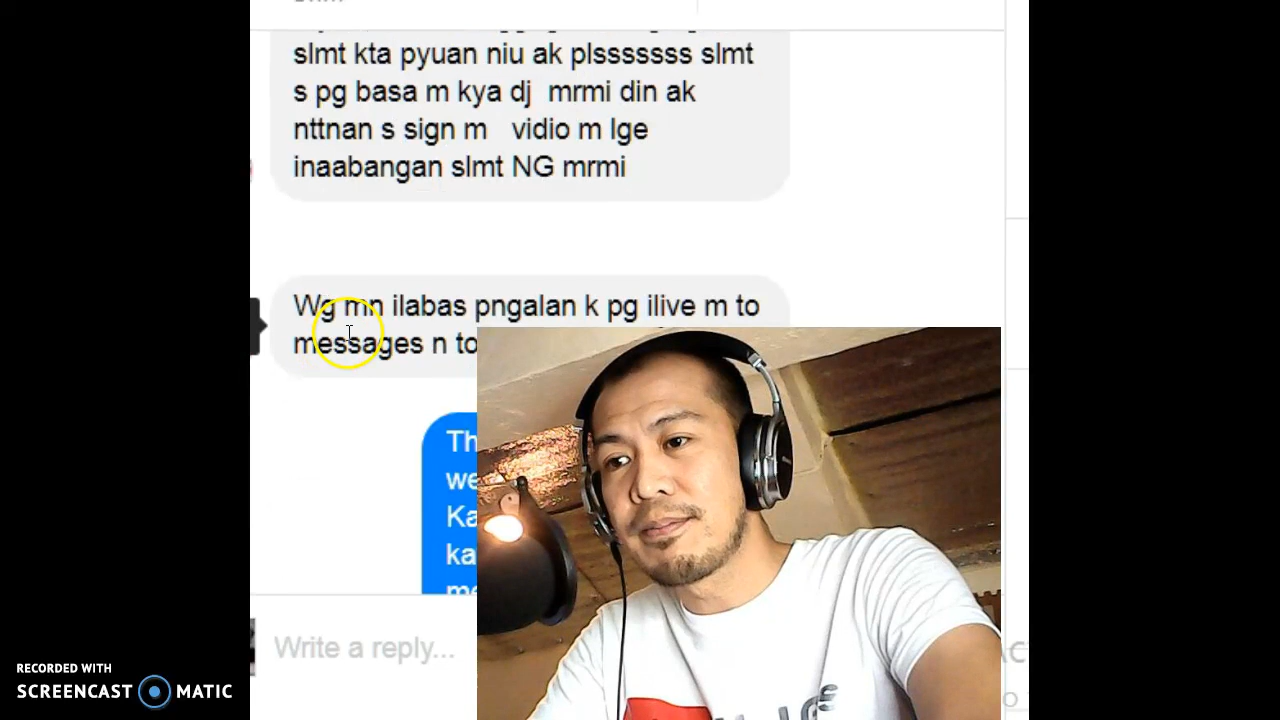 slmt kta pyuan niu ak plsssssss slmt
s pg basa m kya dj mrmi din ak
nttnan s sign m vidio m lge
inaabangan slmt NG mrmi
Wg mn ilabas pngalan k pg ilive m to
messages n to
Th
we
Ka
ka
me
Write a reply...
RECORDED WITH
SCREENCAST MATIC